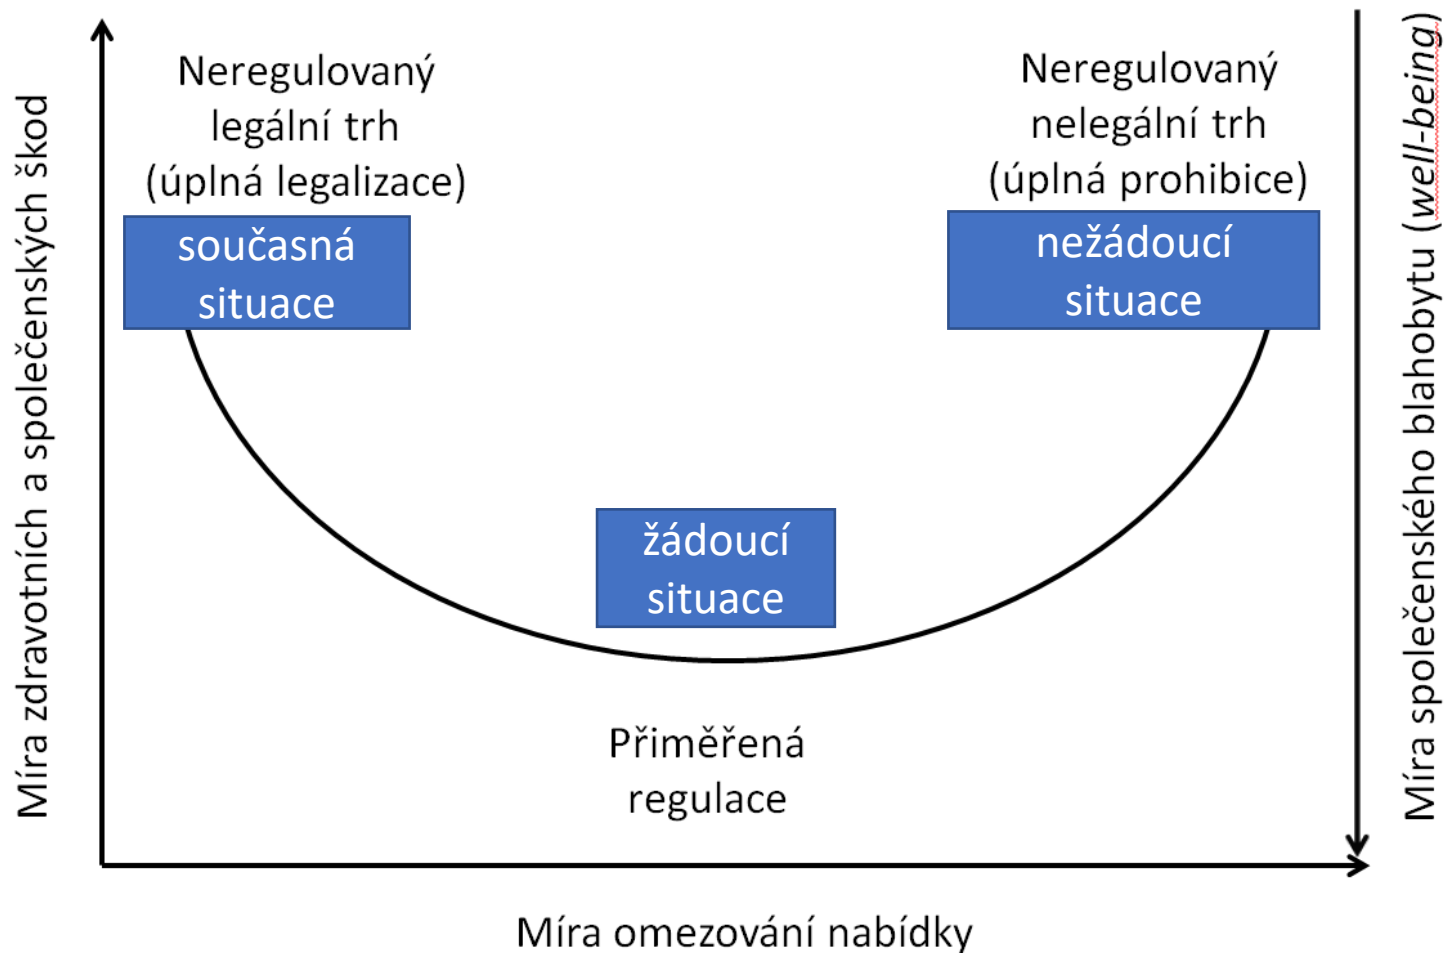 Míra zdravotních a společenských škod
Neregulovaný
legální trh
(úplná legalizace)
současná
situace
Neregulovaný
nelegální trh
(úplná prohibice)
nežádoucí
situace
žádoucí
situace
Přiměřená
regulace
Míra omezování nabídky
Míra společenského blahobytu (well-being)